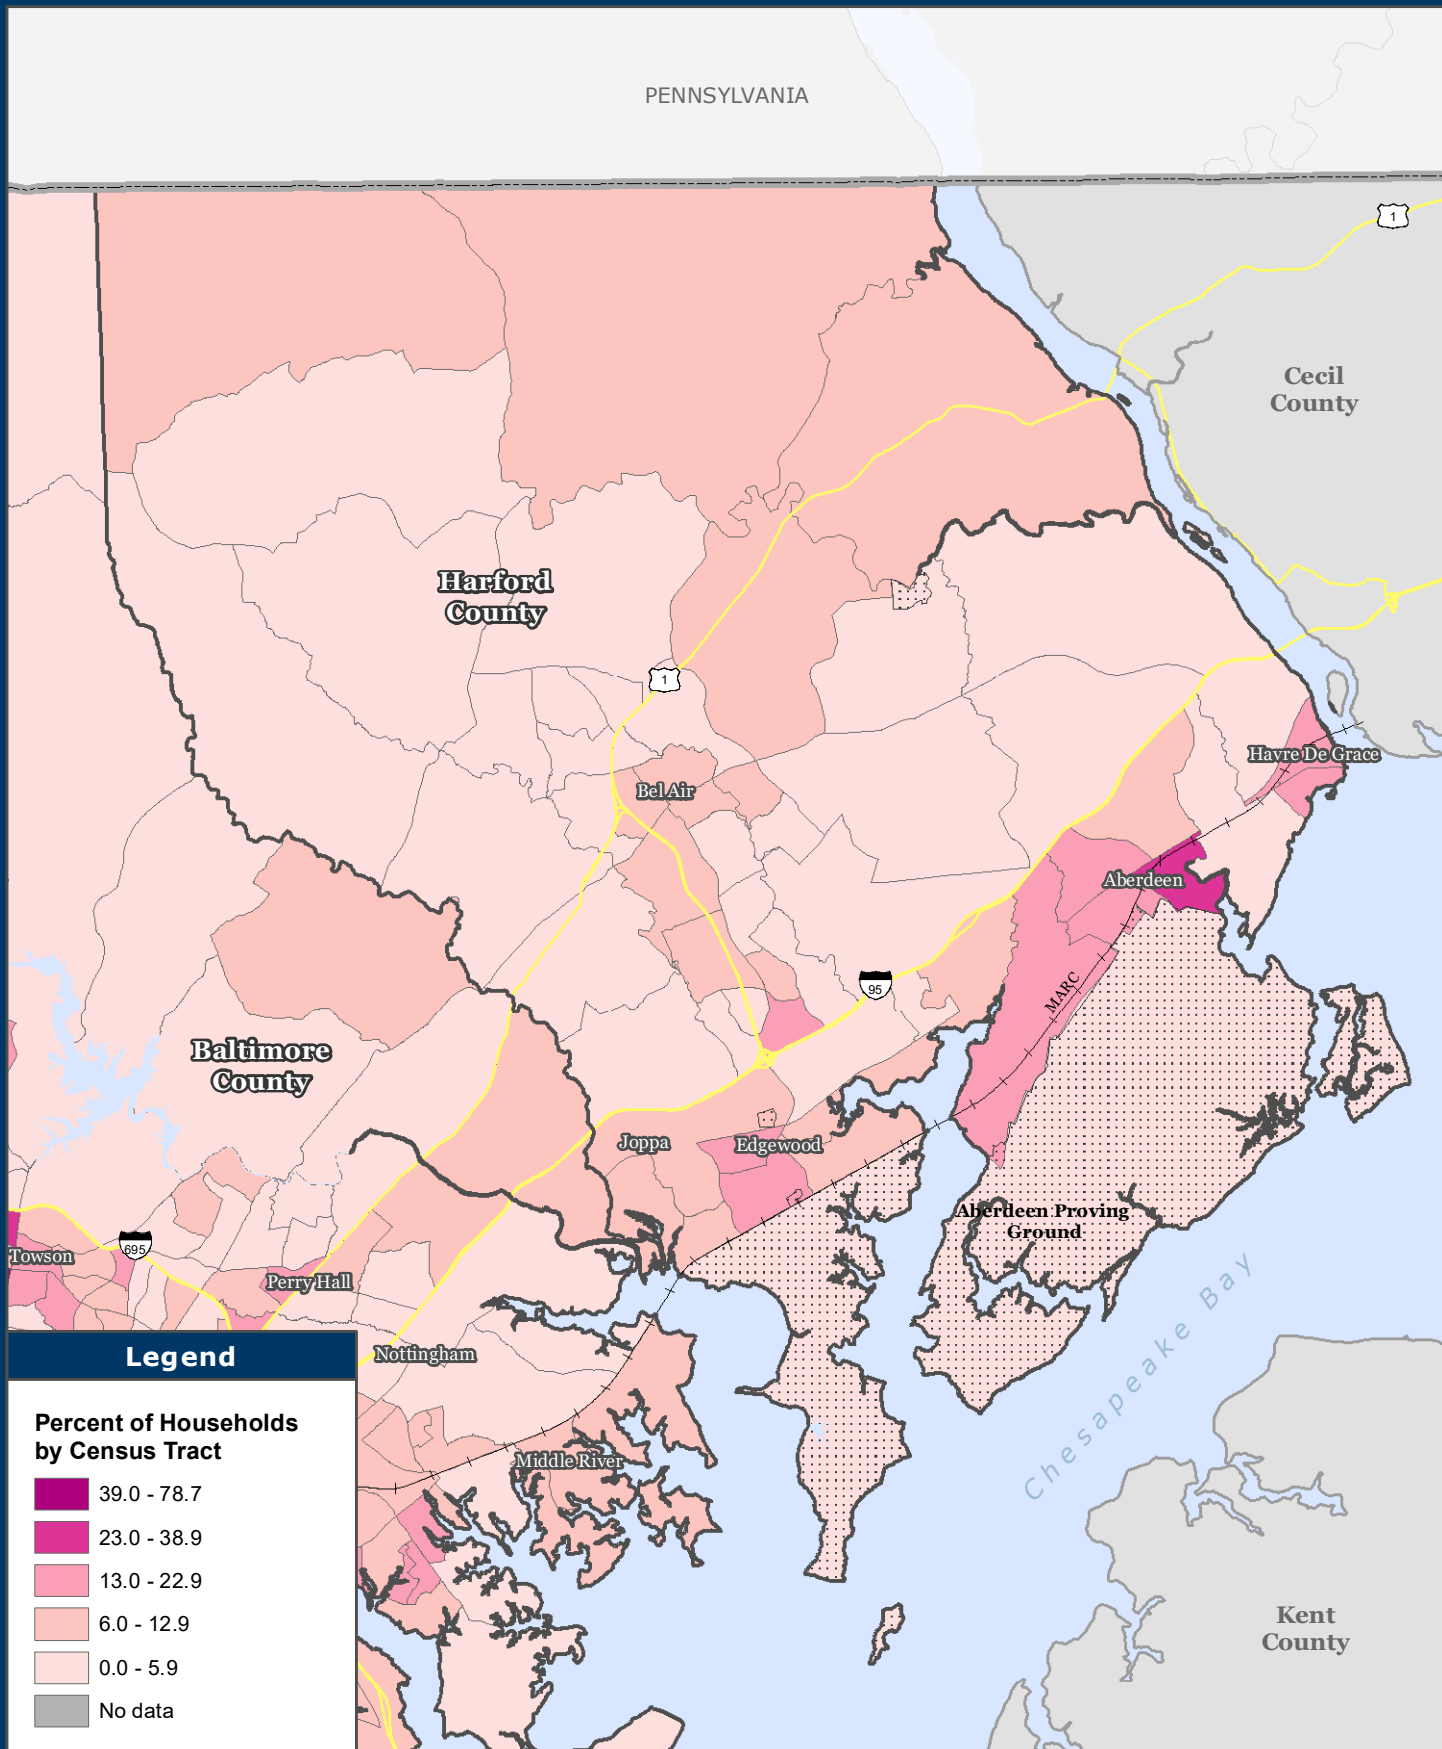 PENNSYLVANIA
1
Cecil
County
Harford
County
1
Havre De Grace
Bel Air
Aberdeen
95
MARC
Baltimore
County
Joppa
Edgewood
Aberdeen Proving
Ground
695
Towson
Perry Hall
Chesapeake Bay
Nottingham
Middle River
Kent
County
Legend
Percent of Households
by Census Tract
39.0 - 78.7
23.0 - 38.9
13.0 - 22.9
6.0 - 12.9
0.0 - 5.9
No data